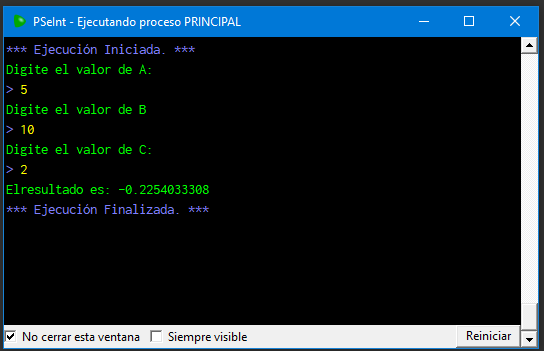 PSeInt - Ejecutando proceso PRINCIPAL
*** Ejecución Iniciada. ***
Digite el valor de A:
> 5
Digite el valor de B
> 10
Digite el valor de C:
> 2
Elresultado es: -0.2254033308
*** Ejecución Finalizada. ***
No cerrar esta ventana Siempre visible Reiniciar